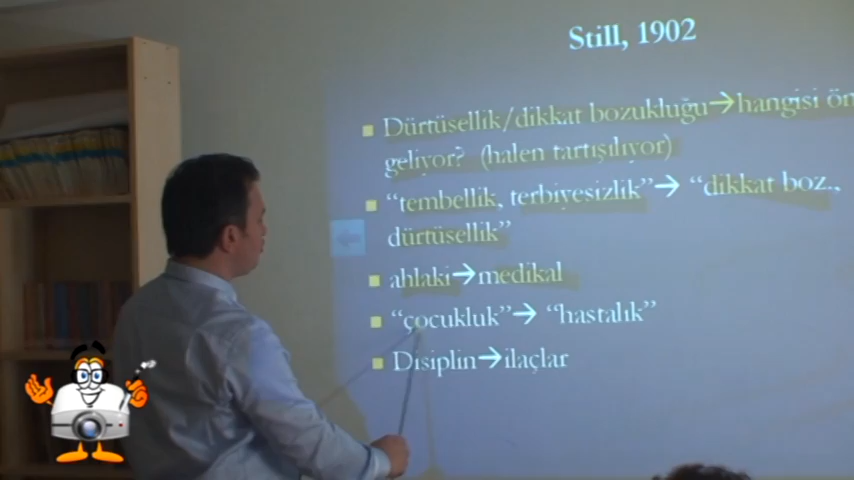 Still, 1902
Dürtüsellik/dikkat bozukluğu→hangisi ön
geliyor? (halen tartışılıyor)
“tembellik, terbiyesizlik”→ “dikkat boz.,
dürtüsellik”
ahlaki→medikal
“çocukluk”→ “hastalık”
Disiplin→ilaçlar